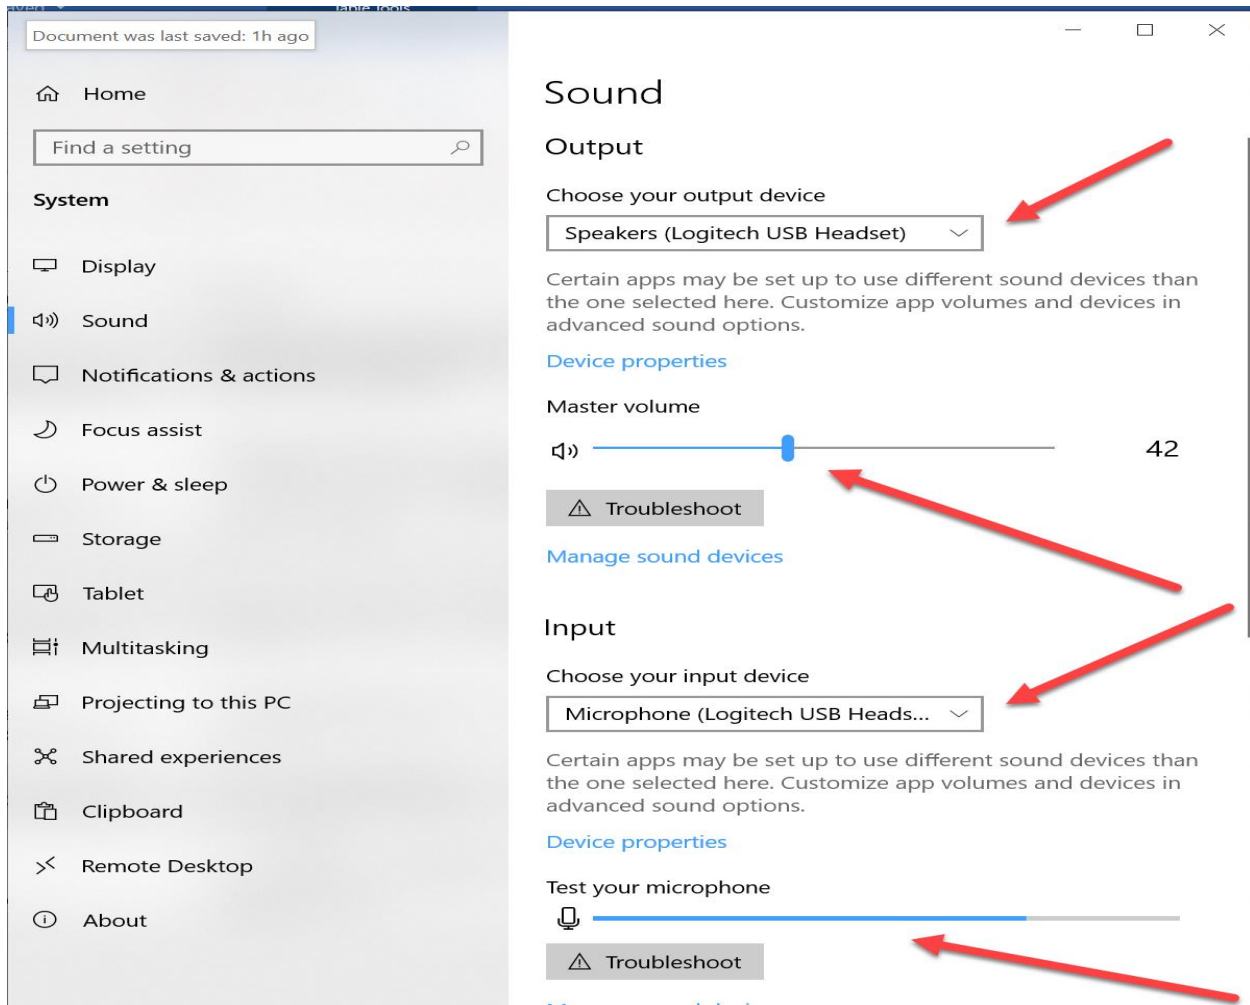 Table Tools
Document was last saved: 1h ago
Home
Find a setting
System
Display
Sound
Notifications & actions
Focus assist
Power & sleep
Storage
Tablet
Multitasking
Projecting to this PC
Shared experiences
Clipboard
Remote Desktop
About
Sound
Output
Choose your output device
Speakers (Logitech USB Headset)
Certain apps may be set up to use different sound devices than
the one selected here. Customize app volumes and devices in
advanced sound options.
Device properties
Master volume
42
Troubleshoot
Manage sound devices
Input
Choose your input device
Microphone (Logitech USB Heads...
Certain apps may be set up to use different sound devices than
the one selected here. Customize app volumes and devices in
advanced sound options.
Device properties
Test your microphone
Troubleshoot